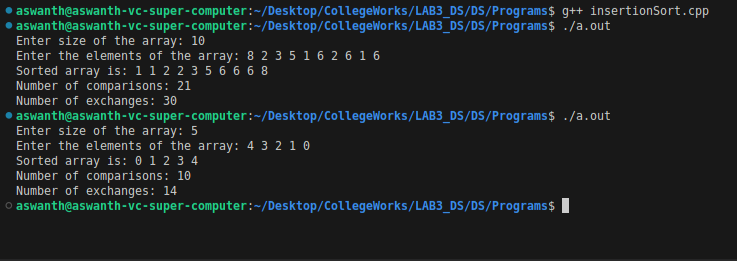 aswanth@aswanth-vc-super-computer:~/Desktop/CollegeWorks/LAB3_DS/DS/Programs$ g++ insertionSort.cpp
aswanth@aswanth-vc-super-computer:~/Desktop/CollegeWorks/LAB3_DS/DS/Programs$ ./a.out
Enter size of the array: 10
Enter the elements of the array: 8 2 3 5 1 6 2 6 1 6
Sorted array is: 1 1 2 2 3 5 6 6 6 8
Number of comparisons: 21
Number of exchanges: 30
aswanth@aswanth-vc-super-computer:~/Desktop/CollegeWorks/LAB3_DS/DS/Programs$ ./a.out
Enter size of the array: 5
Enter the elements of the array: 4 3 2 1 0
Sorted array is: 0 1 2 3 4
Number of comparisons: 10
Number of exchanges: 14
aswanth@aswanth-vc-super-computer:~/Desktop/CollegeWorks/LAB3_DS/DS/Programs$